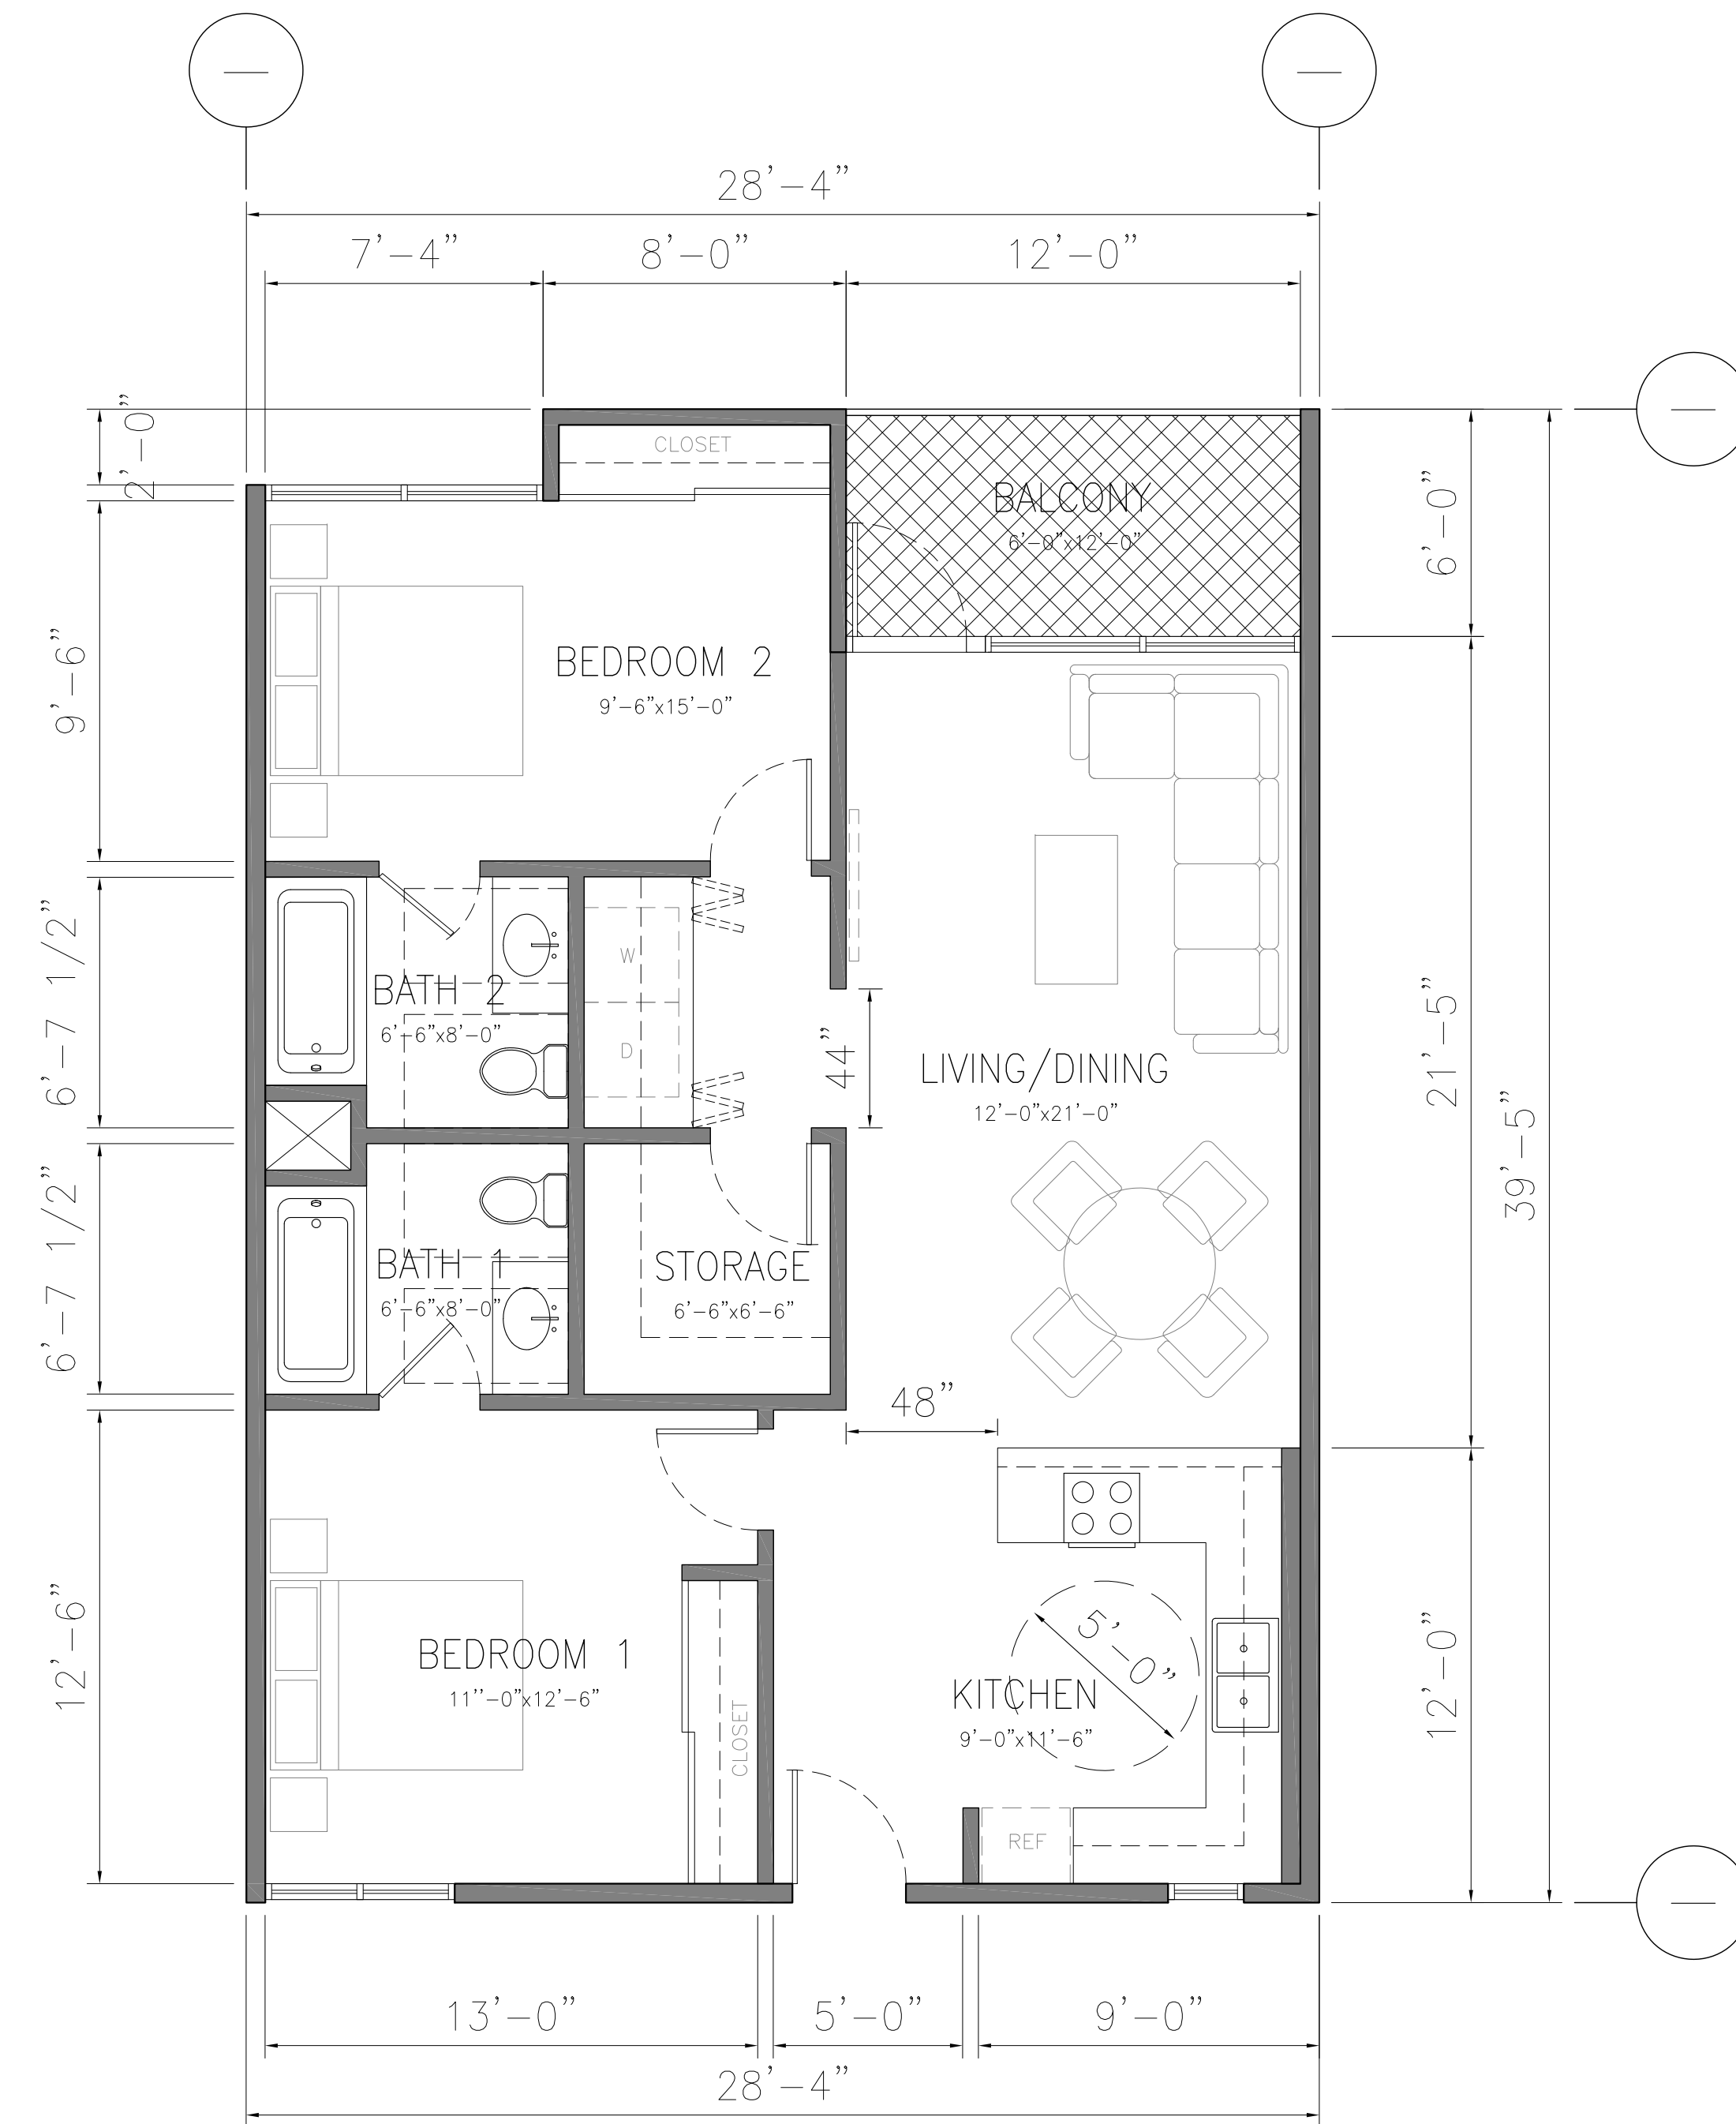 28'-4"
7'-4"
8'-0"
12'-0"
2'-0"
CLOSET
BALCONY
6'-0"x12'-0"
6'-0"
9'-6"
BEDROOM 2
9'-6"x15'-0"
6'-7 1/2"
W
BATH 2
6'-6"x8'-0"
D
44"
LIVING/DINING
12'-0"x21'-0"
21'-5"
39'-5"
6'-7 1/2"
BATH 1
6'-6"x8'-0"
STORAGE
6'-6"x6'-6"
48"
12'-6"
BEDROOM 1
11''-0"x12'-6"
CLOSET
5'-0"
KITCHEN
9'-0"x11'-6"
12'-0"
REF
13'-0"
5'-0"
9'-0"
28'-4"